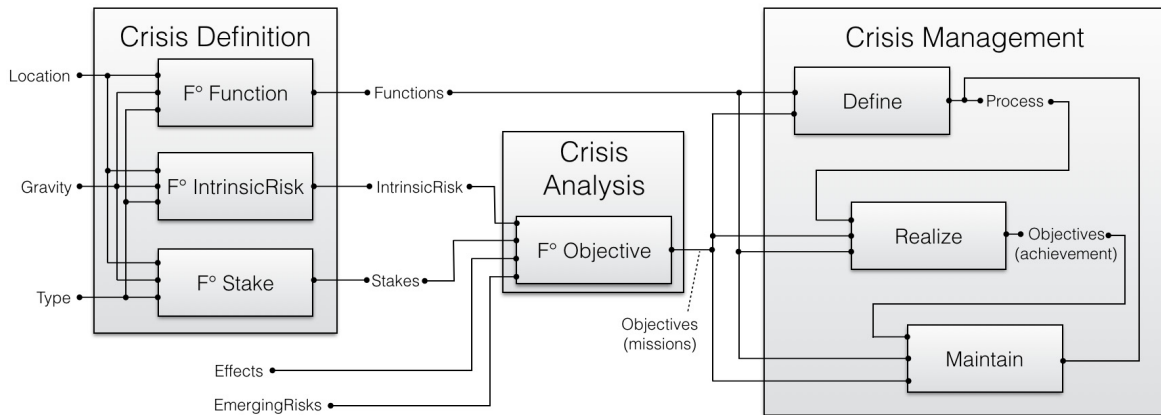 Crisis Definition
Location
F° Function
Functions
Gravity
F° IntrinsicRisk
IntrinsicRisk
Type
F° Stake
Stakes
Effects
EmergingRisks
Crisis
Analysis
F° Objective
Objectives
(missions)
Crisis Management
Define
Process
Realize
Objectives
(achievement)
Maintain